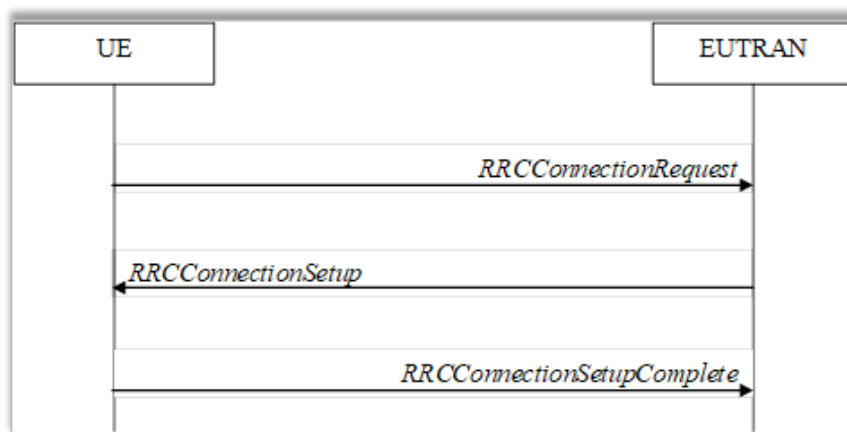 UE
EUTRAN
RRCConnectionRequest
RRCConnectionSetup
RRCConnectionSetupComplete